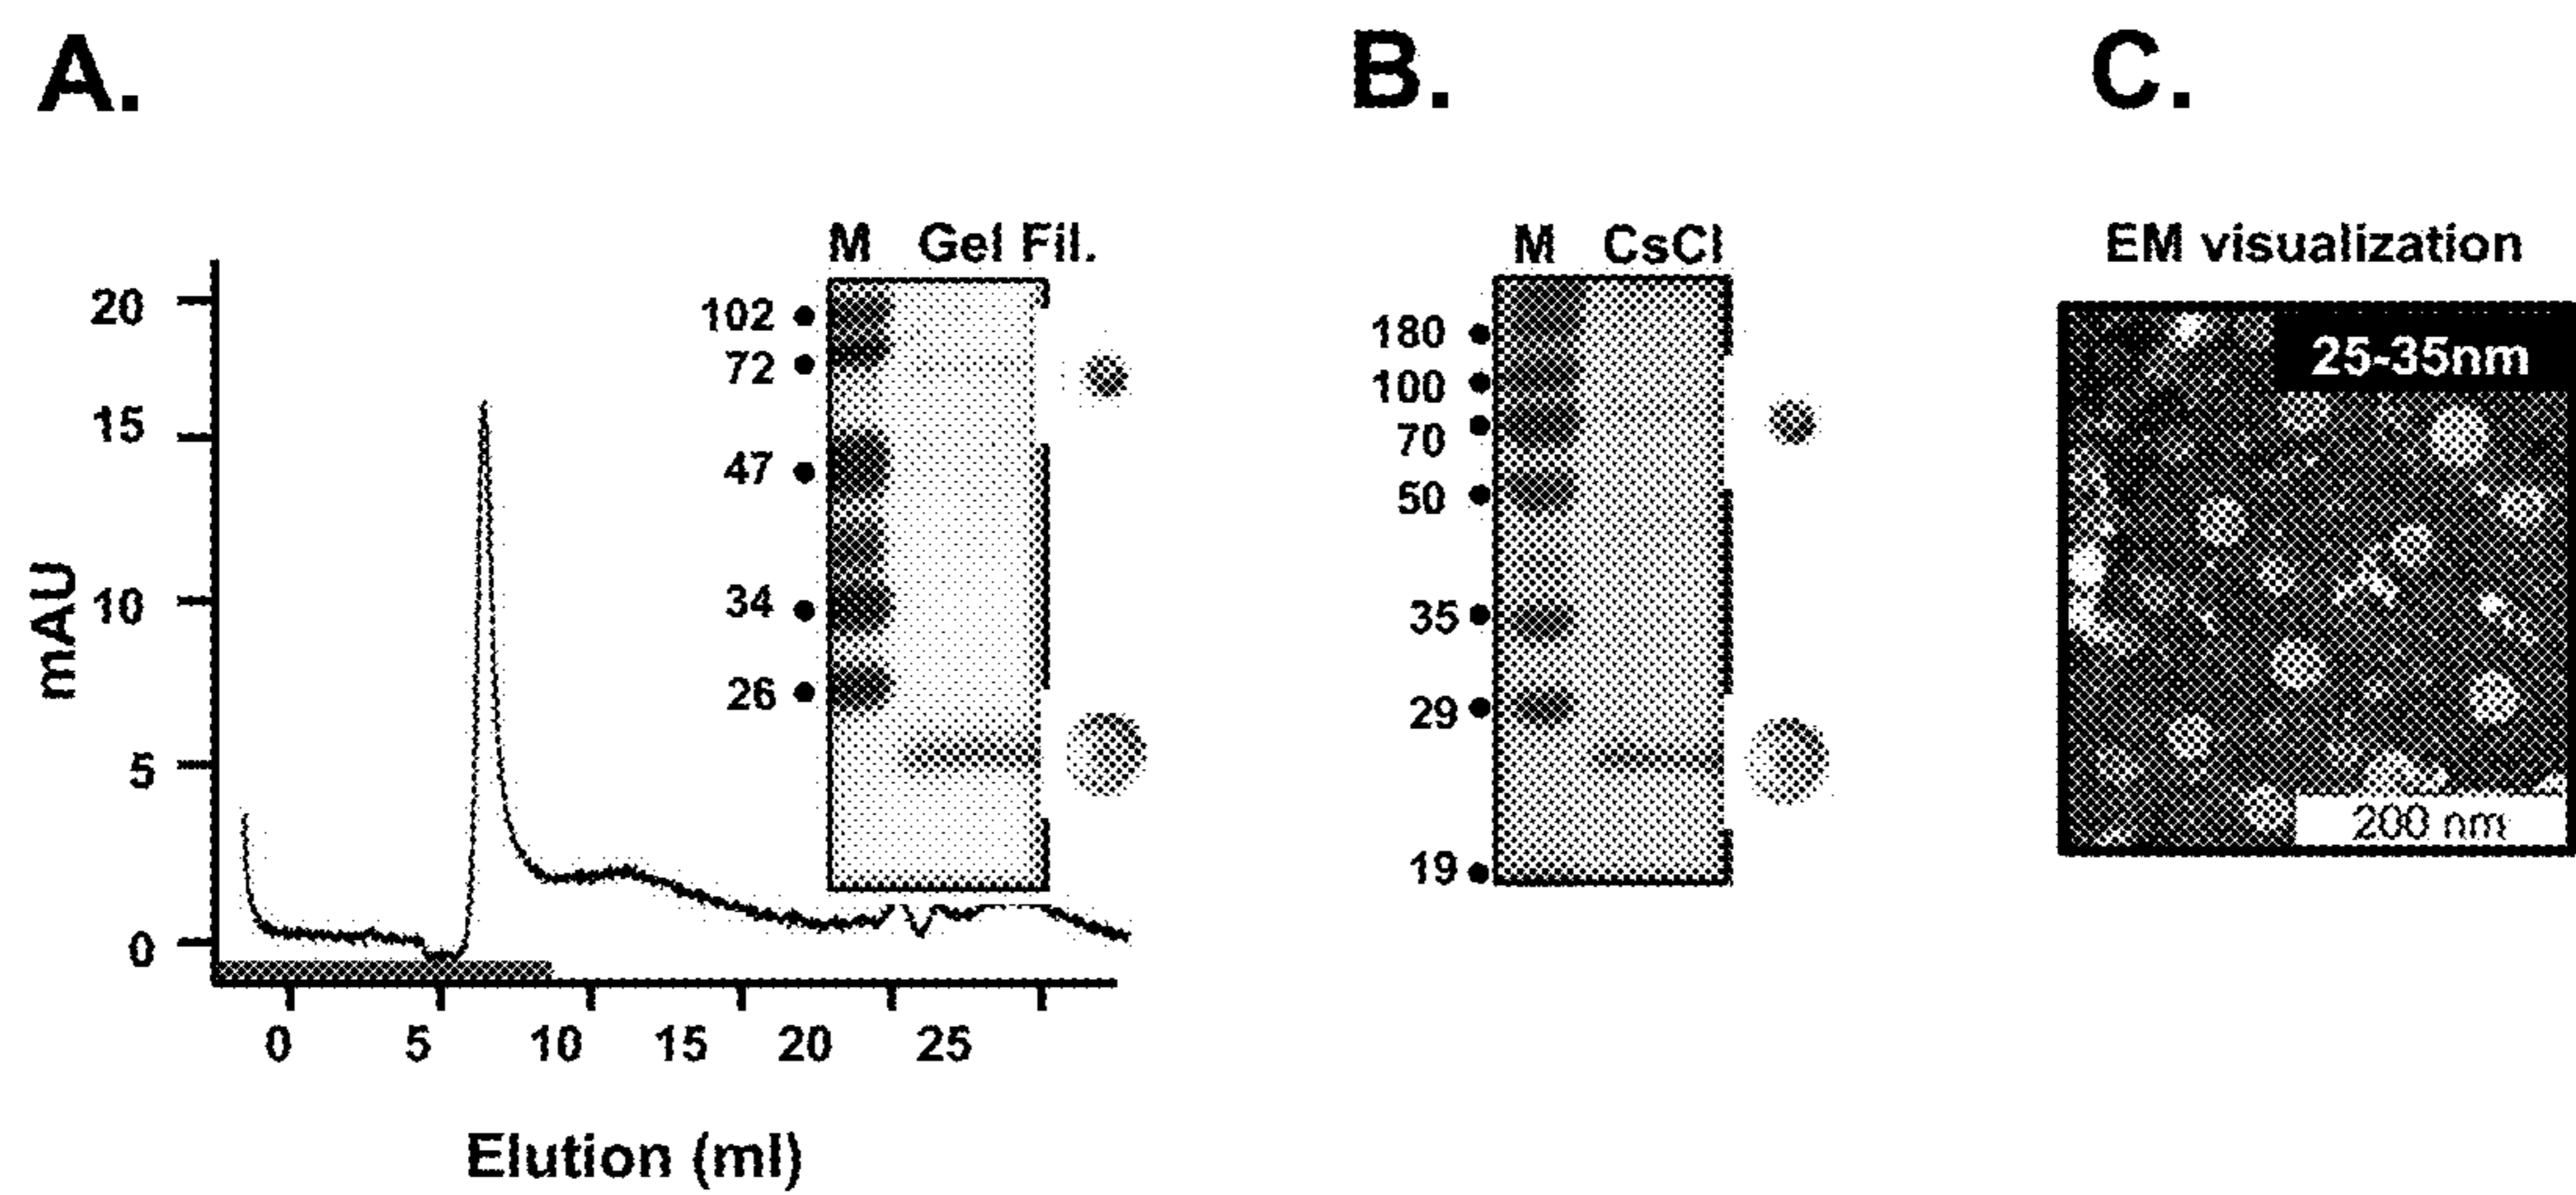 A.
B.
C.
M Gel Fil.
M CsCl
EM visualization
mAU
20
15
10
5
0
102
72
47
34
26
0 5 10 15 20 25
Elution (ml)
180
100
70
50
35
29
19
25-35nm
200 nm